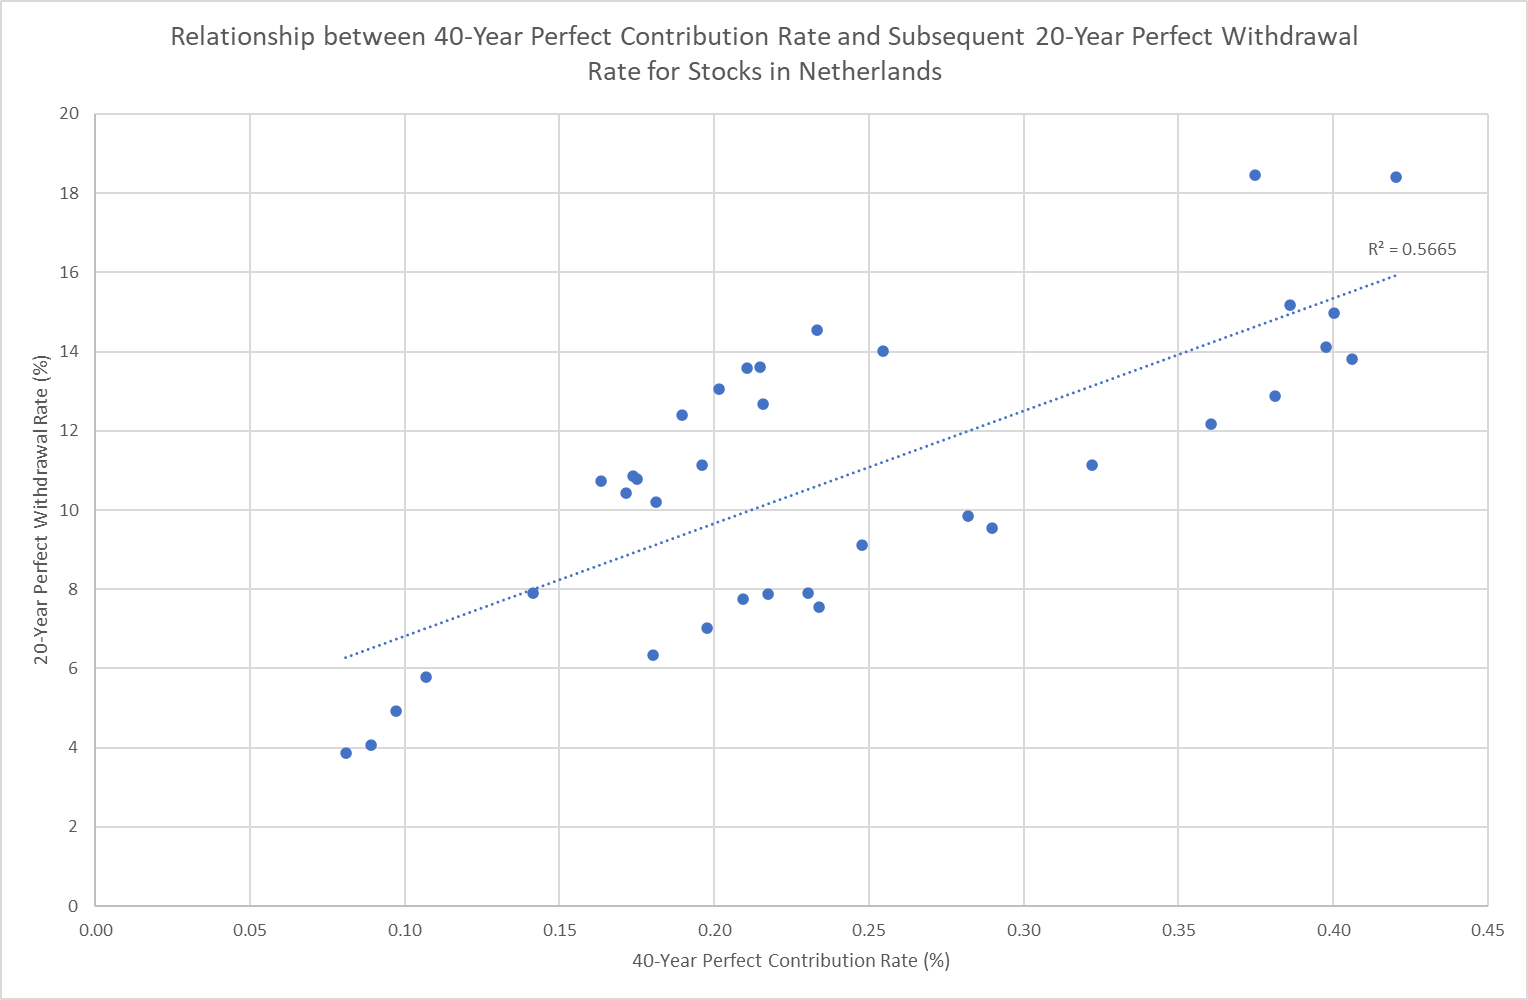 Relationship between 40-Year Perfect Contribution Rate and Subsequent 20-Year Perfect Withdrawal
Rate for Stocks in Netherlands
20
18
16
14
12
10
8
6
4
2
0
20-Year Perfect Withdrawal Rate (%)
R² = 0.5665
0.00 0.05 0.10 0.15 0.20 0.25 0.30 0.35 0.40 0.45
40-Year Perfect Contribution Rate (%)